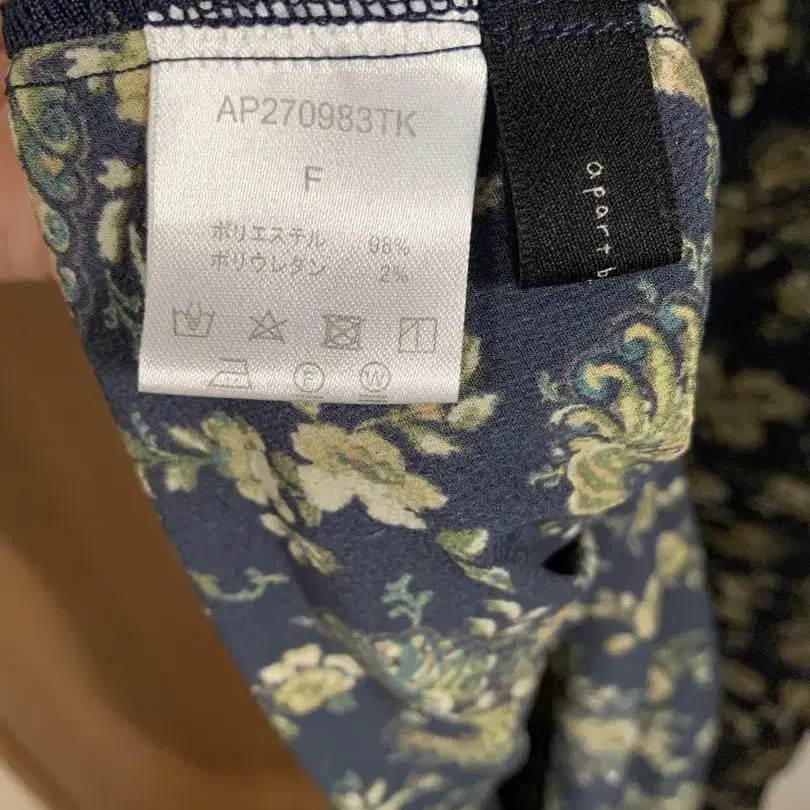 AP270983TK
F
ポリエステル 98%
ポリウレタン 2%
F W
apart b